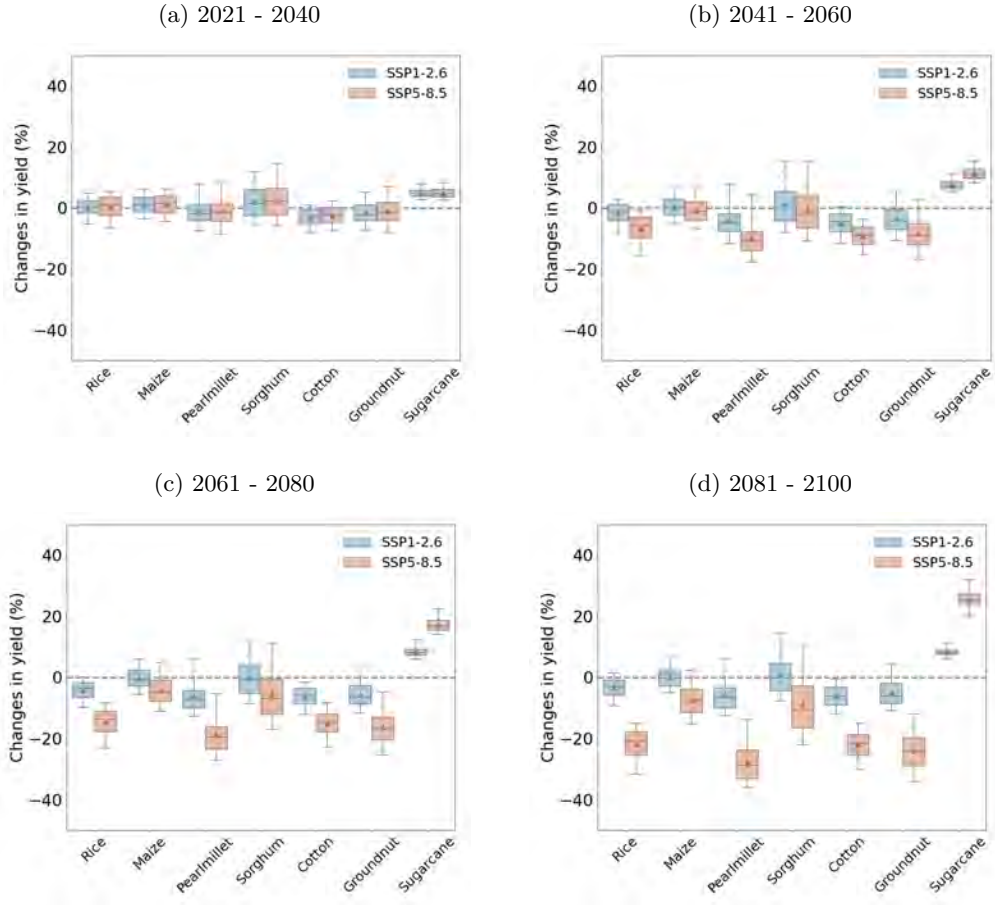 (a) 2021 - 2040
Changes in yield (%)
40
20
0
−20
−40
SSP1-2.6
SSP5-8.5
Rice
Maize
Pearlmillet
Sorghum
Cotton
Groundnut
Sugarcane
(b) 2041 - 2060
Changes in yield (%)
40
20
0
−20
−40
SSP1-2.6
SSP5-8.5
Rice
Maize
Pearlmillet
Sorghum
Cotton
Groundnut
Sugarcane
(c) 2061 - 2080
Changes in yield (%)
40
20
0
−20
−40
SSP1-2.6
SSP5-8.5
Rice
Maize
Pearlmillet
Sorghum
Cotton
Groundnut
Sugarcane
(d) 2081 - 2100
Changes in yield (%)
40
20
0
−20
−40
SSP1-2.6
SSP5-8.5
Rice
Maize
Pearlmillet
Sorghum
Cotton
Groundnut
Sugarcane